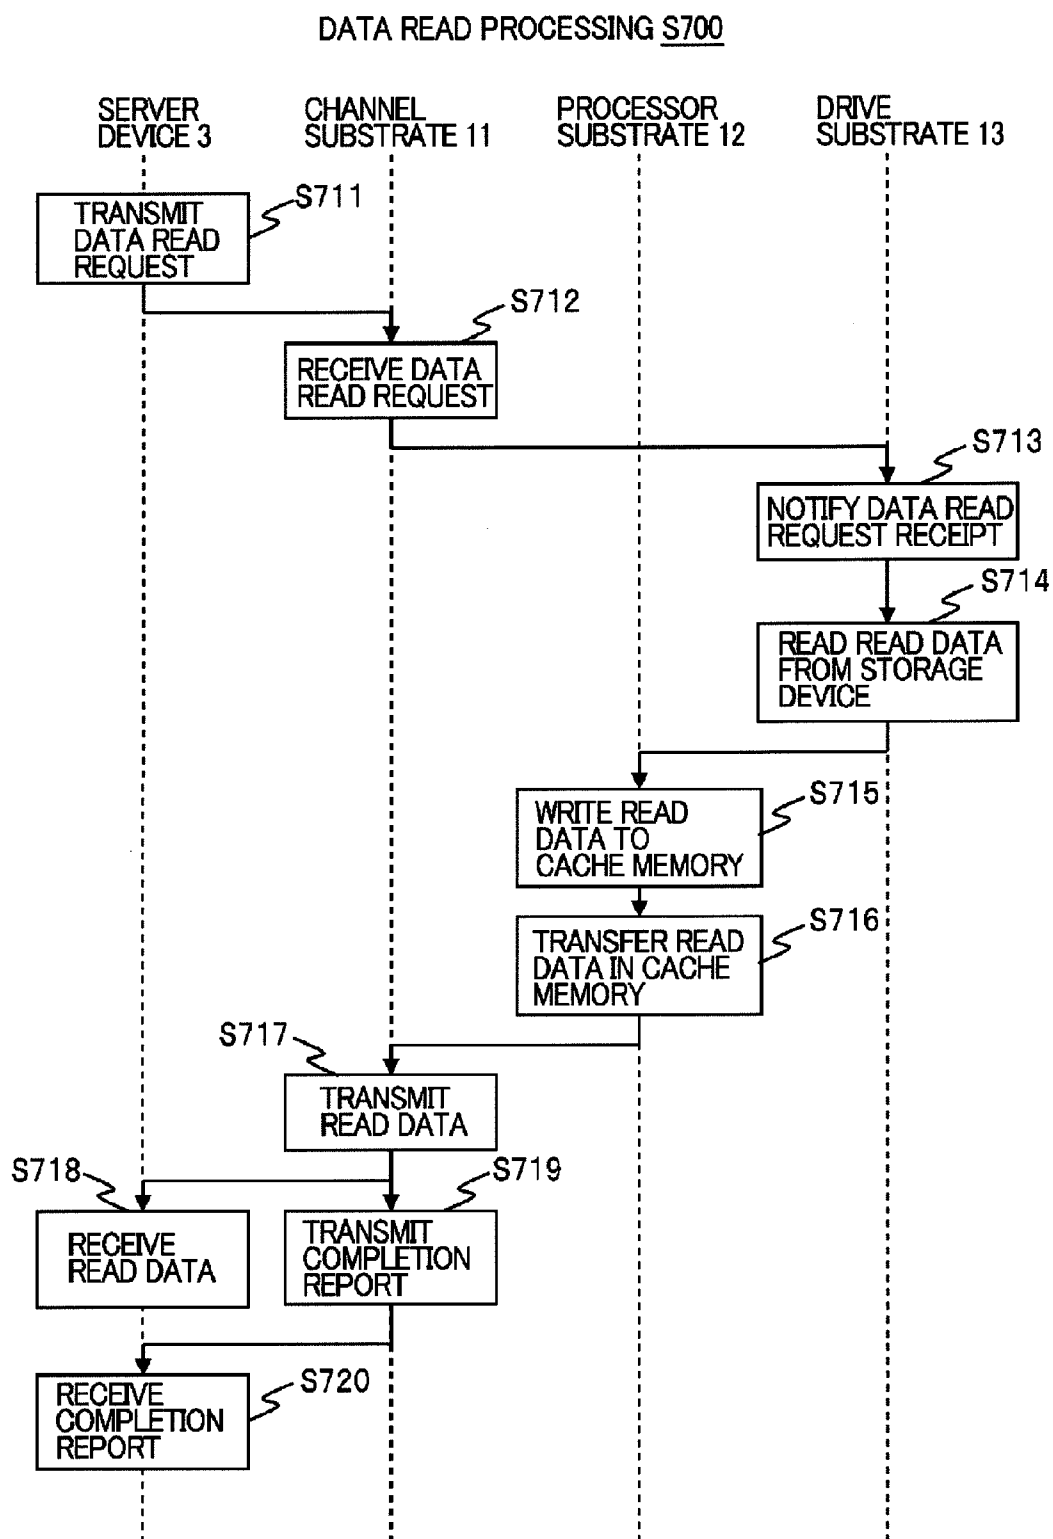 DATA READ PROCESSING S700
SERVER
DEVICE 3
CHANNEL
SUBSTRATE 11
PROCESSOR
SUBSTRATE 12
DRIVE
SUBSTRATE 13
S711
TRANSMIT
DATA READ
REQUEST
S712
RECEIVE DATA
READ REQUEST
S713
NOTIFY DATA READ
REQUEST RECEIPT
S714
READ READ DATA
FROM STORAGE
DEVICE
S715
WRITE READ
DATA TO
CACHE MEMORY
S716
TRANSFER READ
DATA IN CACHE
MEMORY
S717
TRANSMIT
READ DATA
S718
RECEIVE
READ DATA
S719
TRANSMIT
COMPLETION
REPORT
S720
RECEIVE
COMPLETION
REPORT